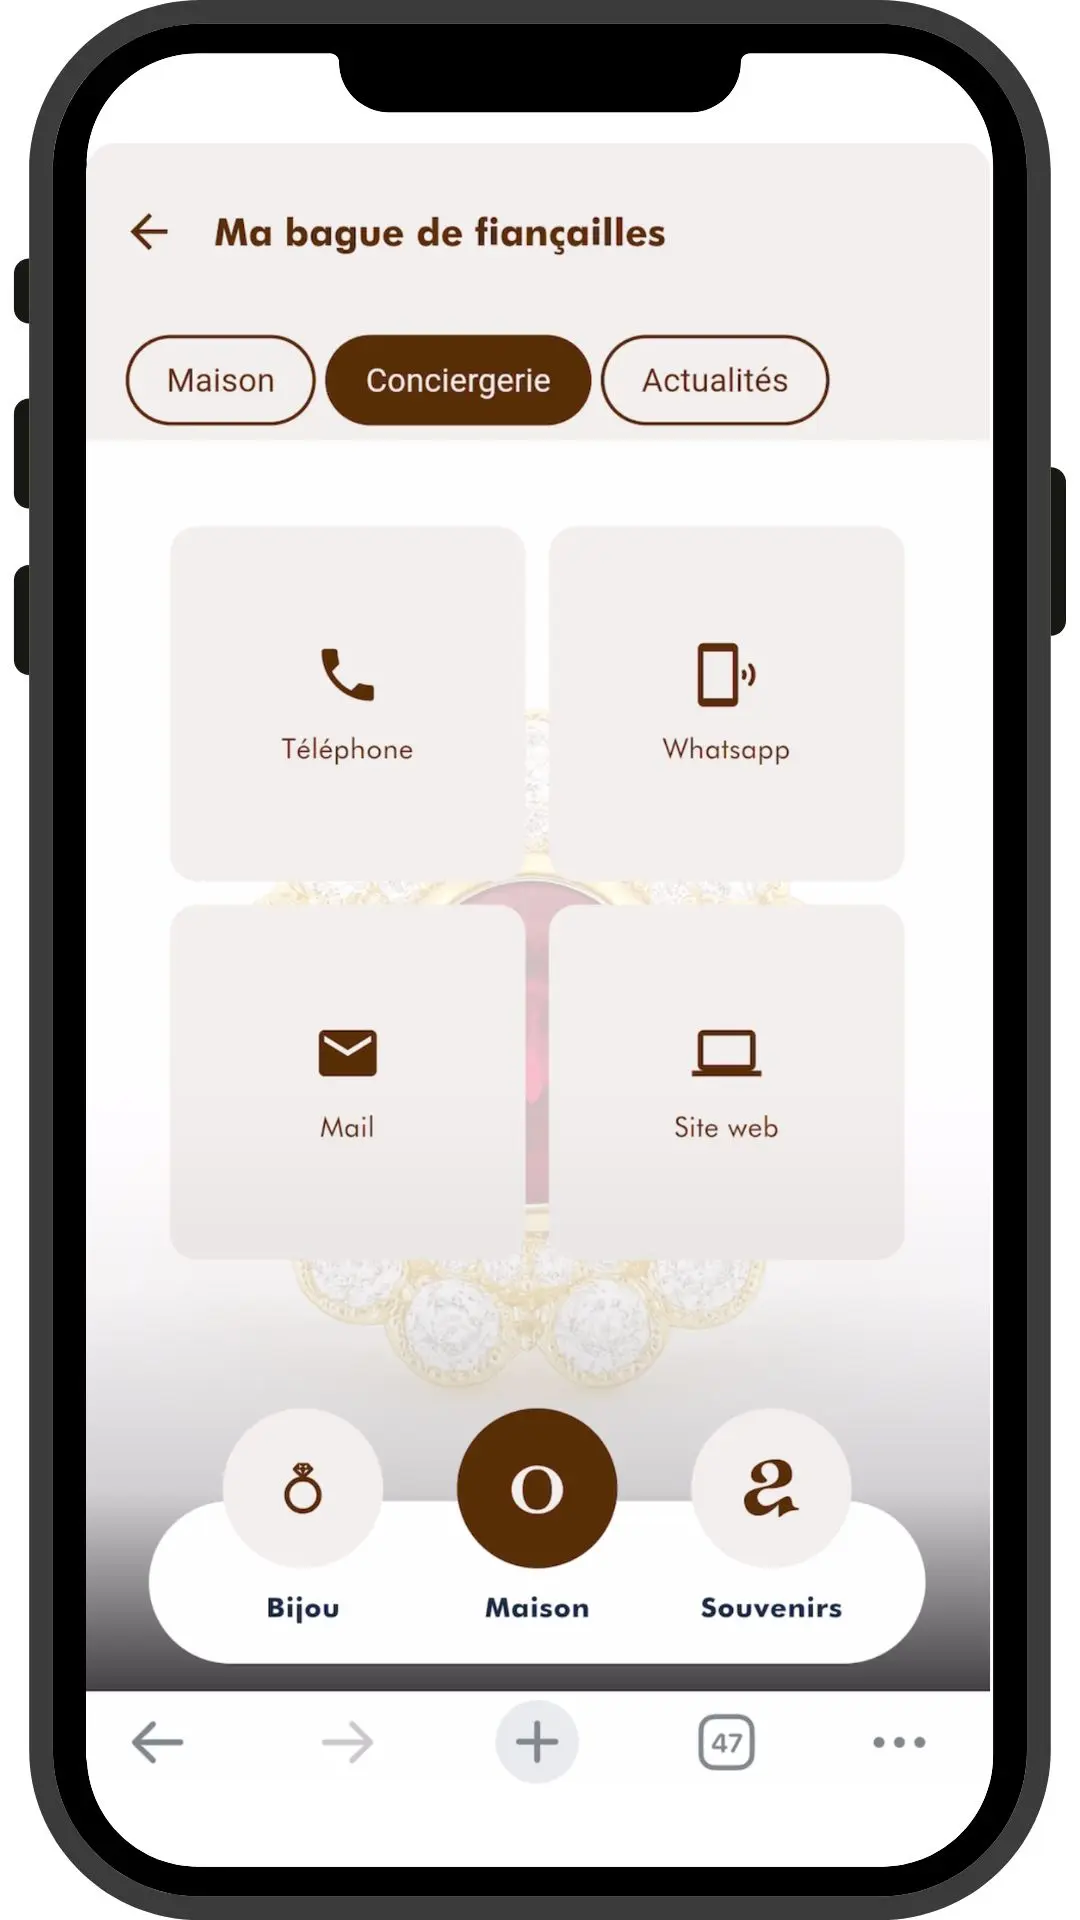 Ma bague de fiançailles
Maison Conciergerie Actualités
Téléphone Whatsapp
Mail Site web
O a
Bijou Maison Souvenirs
47